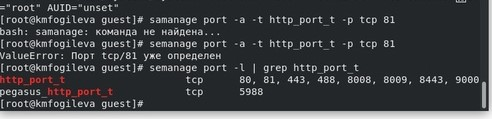 ="root" AUID="unset"
[root@kmfogileva guest]# samanage port -a -t http_port_t -p tcp 81
bash: samanage: команда не найдена...
[root@kmfogileva guest]# semanage port -a -t http_port_t -p tcp 81
ValueError: Порт tcp/81 уже определен
[root@kmfogileva guest]# semanage port -l | grep http_port_t
http_port_t tcp 80, 81, 443, 488, 8008, 8009, 8443, 9000
pegasus_http_port_t tcp 5988
[root@kmfogileva guest]#